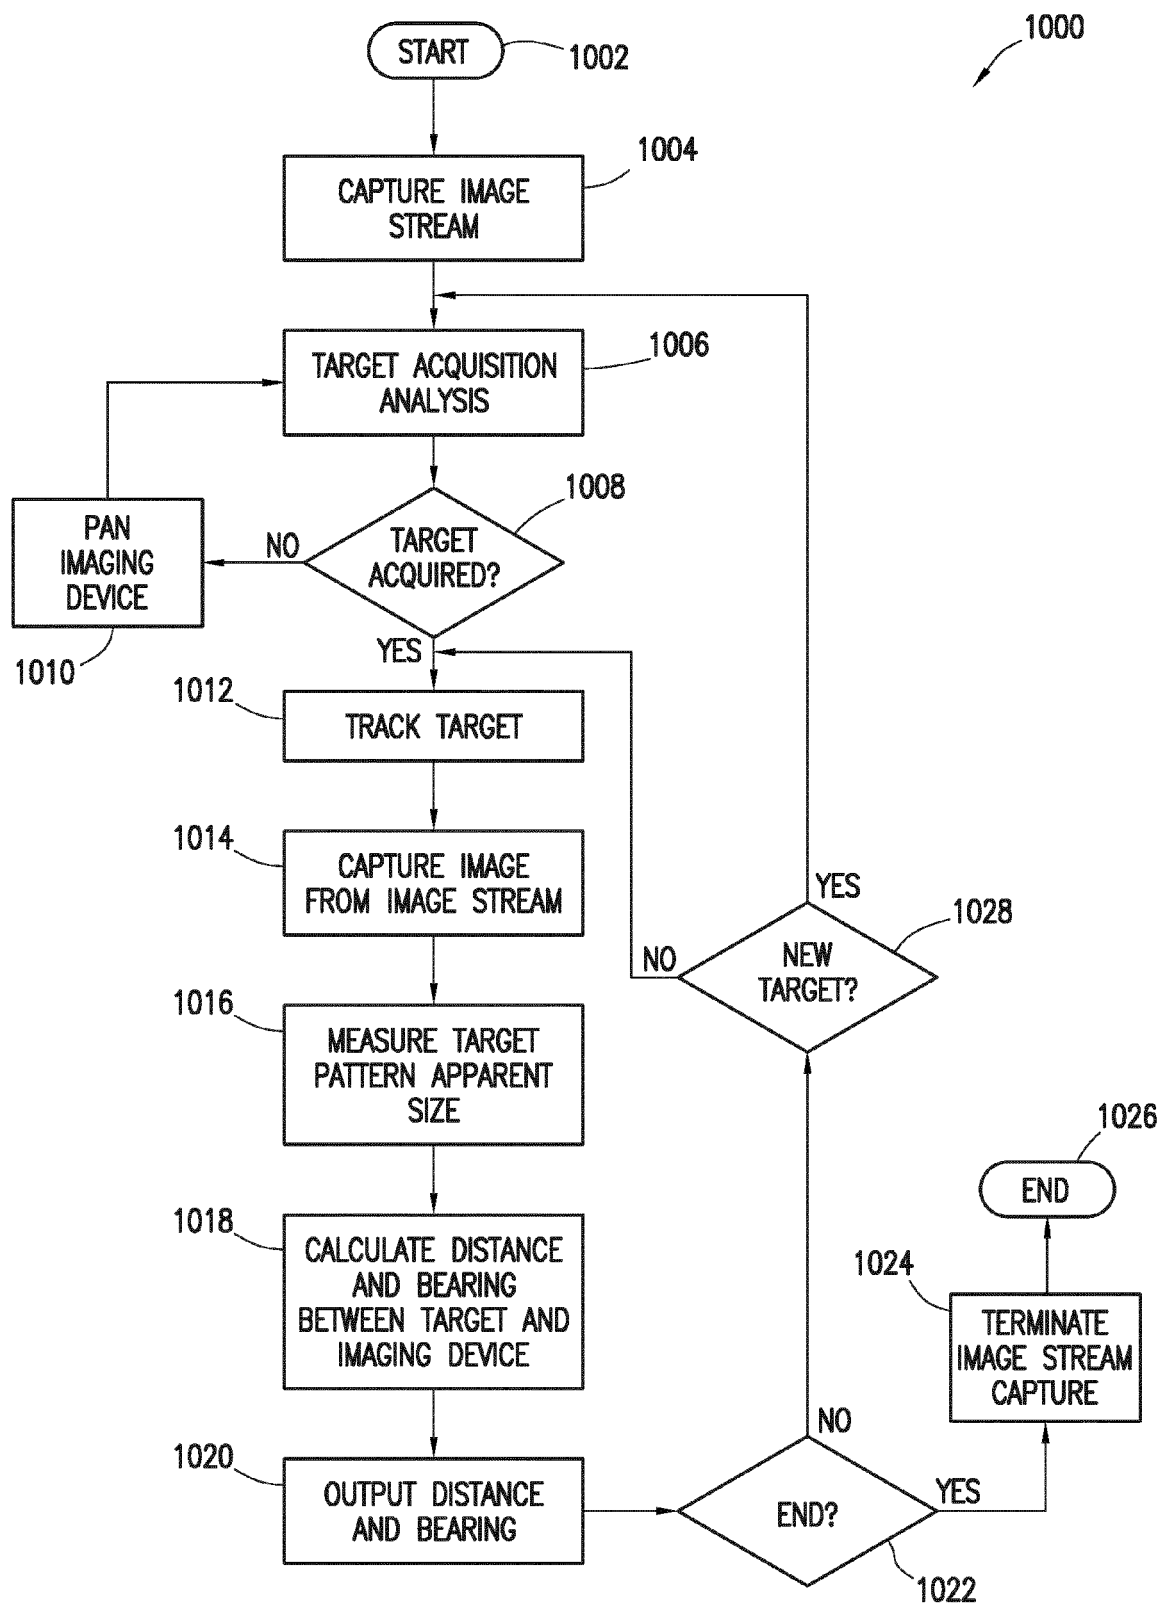 1000
START
1002
CAPTURE IMAGE
STREAM
1004
TARGET ACQUISITION
ANALYSIS
1006
TARGET
ACQUIRED?
1008
NO
PAN
IMAGING
DEVICE
1010
YES
TRACK TARGET
1012
CAPTURE IMAGE
FROM IMAGE STREAM
1014
MEASURE TARGET
PATTERN APPARENT
SIZE
1016
CALCULATE DISTANCE
AND BEARING
BETWEEN TARGET AND
IMAGING DEVICE
1018
OUTPUT DISTANCE
AND BEARING
1020
END?
1022
NO
YES
NEW
TARGET?
1028
YES
NO
TERMINATE
IMAGE STREAM
CAPTURE
1024
END
1026